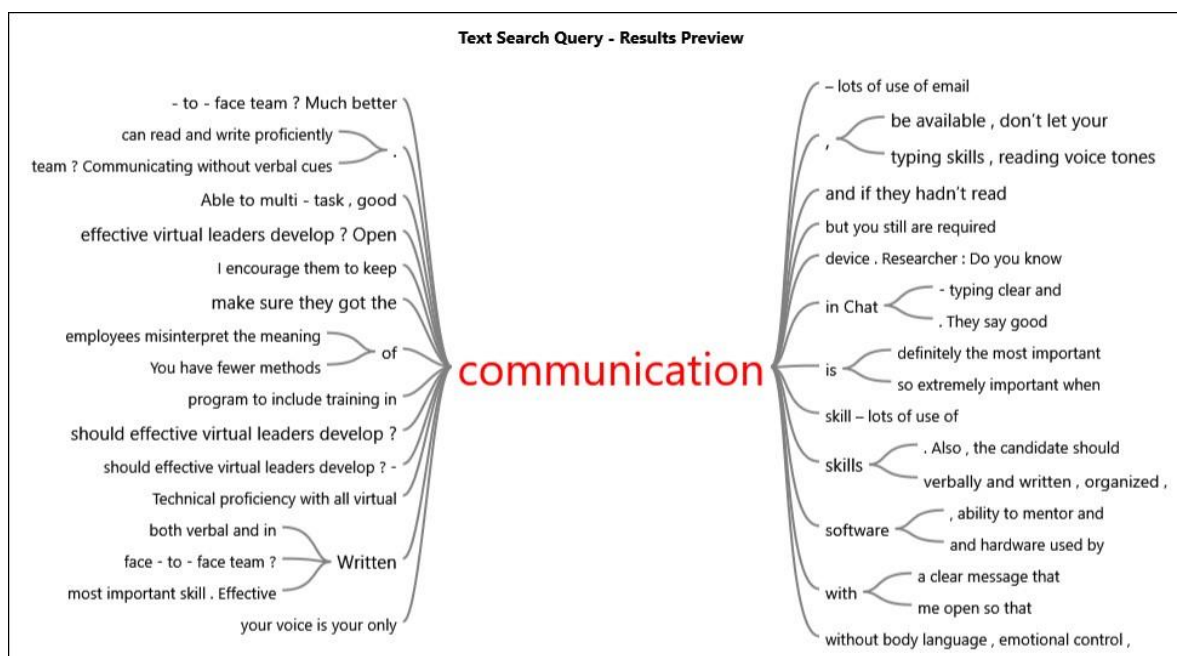 Text Search Query - Results Preview
- to - face team ? Much better
can read and write proficiently
team ? Communicating without verbal cues
.
Able to multi - task , good
effective virtual leaders develop ? Open
I encourage them to keep
make sure they got the
employees misinterpret the meaning
You have fewer methods
of
program to include training in
should effective virtual leaders develop ?
should effective virtual leaders develop ? -
Technical proficiency with all virtual
both verbal and in
face - to - face team ?
most important skill . Effective
Written
your voice is your only
communication
– lots of use of email
,
be available , don't let your
typing skills , reading voice tones
and if they hadn't read
but you still are required
device . Researcher : Do you know
in Chat
- typing clear and
. They say good
is
definitely the most important
so extremely important when
skill – lots of use of
skills
. Also , the candidate should
verbally and written , organized ,
software
, ability to mentor and
and hardware used by
with
a clear message that
me open so that
without body language , emotional control ,